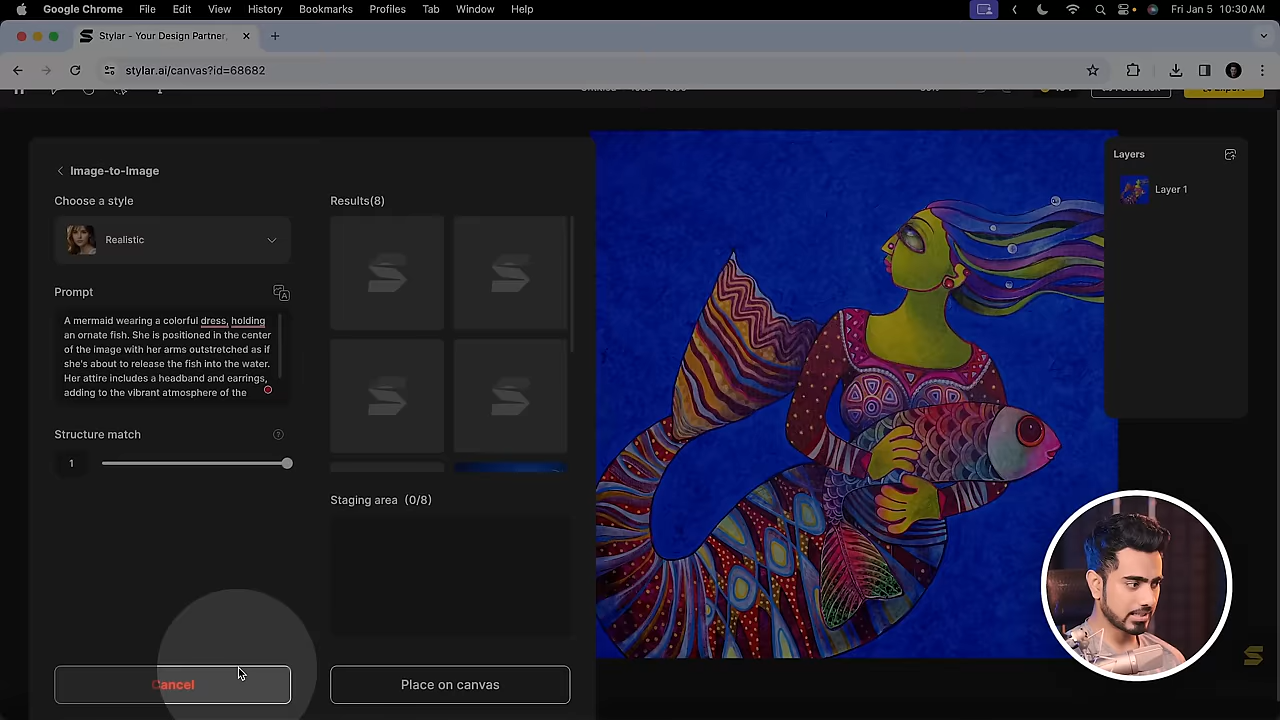 Google Chrome File Edit View History Bookmarks Profiles Tab Window Help Fri Jan 5 10:30 AM
Stylar - Your Design Partner,
stylar.ai/canvas?id=68682
Image-to-Image
Choose a style
Realistic
Prompt
A mermaid wearing a colorful dress, holding
an ornate fish. She is positioned in the center
of the image with her arms outstretched as if
she's about to release the fish into the water.
Her attire includes a headband and earrings,
adding to the vibrant atmosphere of the
Structure match
1
Cancel
Results(8)
Staging area (0/8)
Place on canvas
Layers
Layer 1